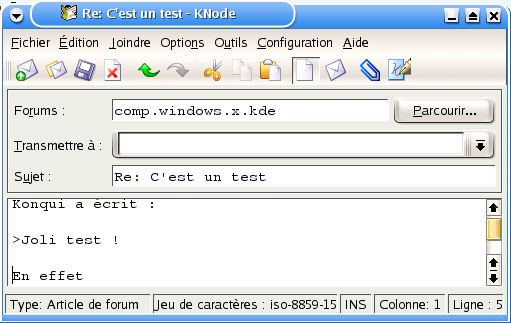 Re: C'est un test - KNode
Fichier Édition Joindre Options Outils Configuration Aide
Forums : comp.windows.x.kde Parcourir...
Transmettre à :
Sujet : Re: C'est un test
Konqui a écrit :
>Joli test !
En effet
Type: Article de forum Jeu de caractères : iso-8859-15 INS Colonne: 1 Ligne : 5